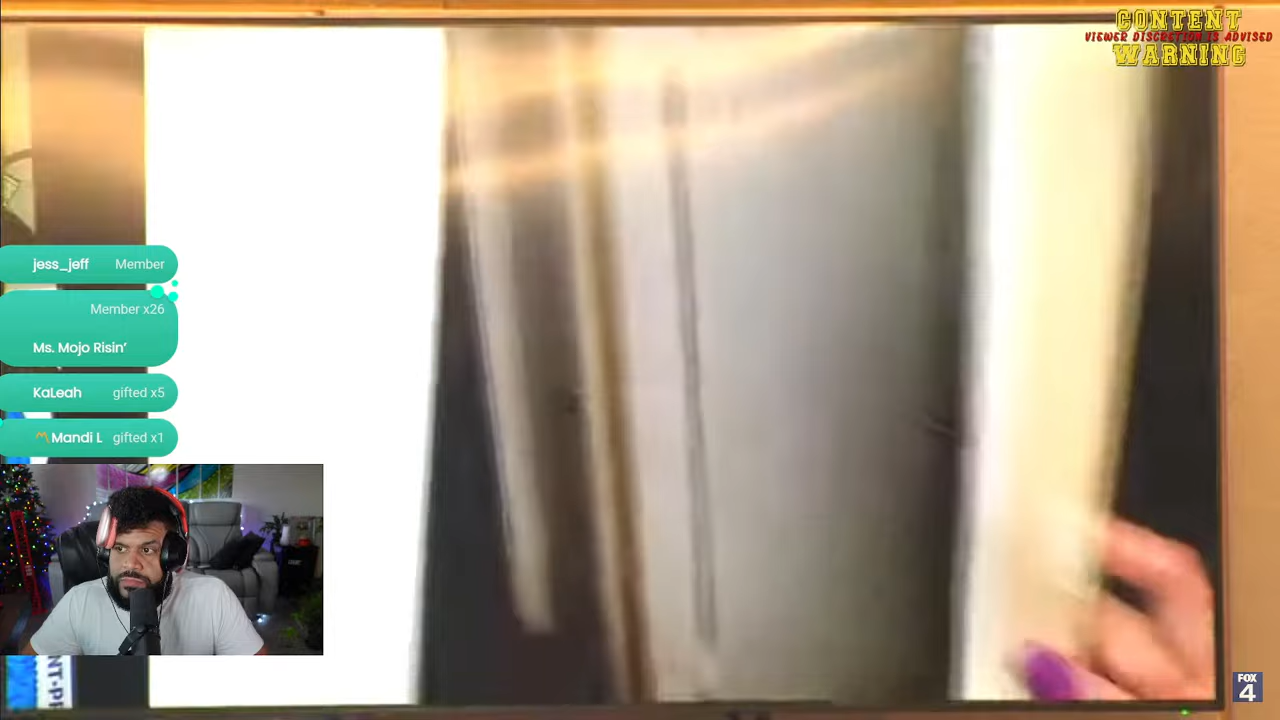 CONTENT
VIEWER DISCRETION IS ADVISED
WARNING
jess_jeff Member
Member x26
Ms. Mojo Risin'
KaLeah gifted x5
Mandi L gifted x1
NT-P
FOX
4